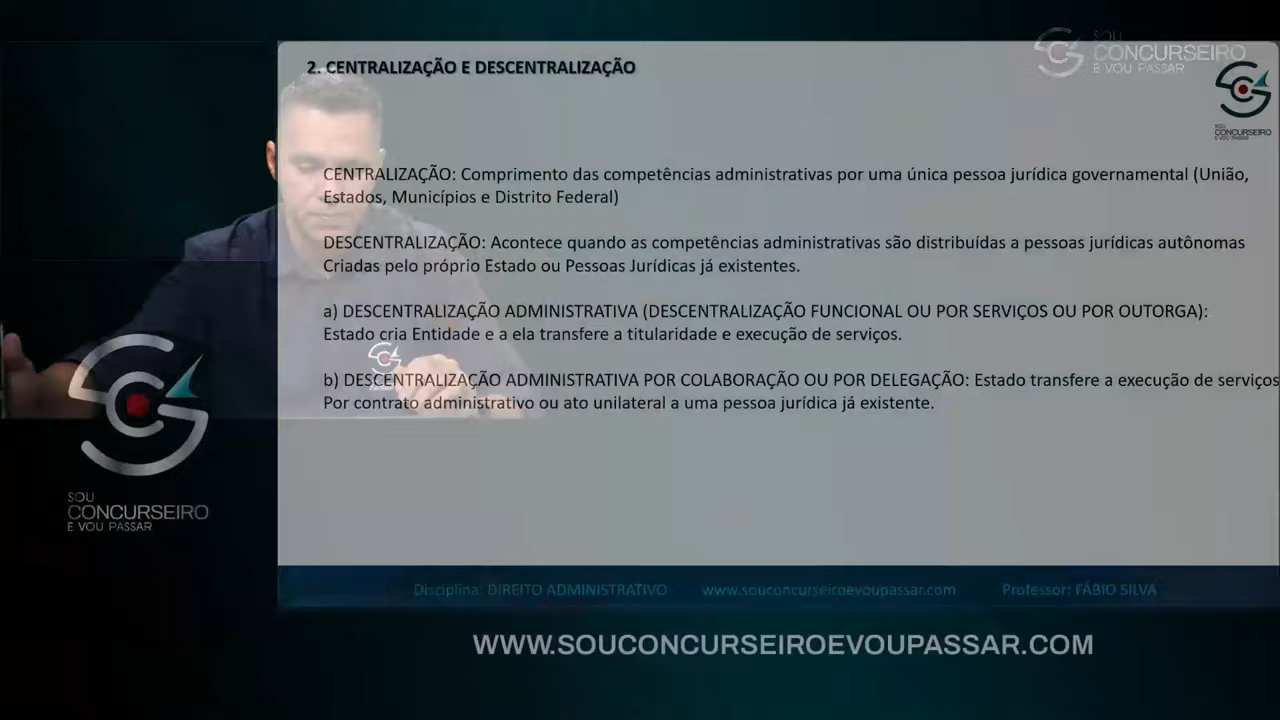 2. CENTRALIZAÇÃO E DESCENTRALIZAÇÃO
SOU
CONCURSEIRO
E VOU PASSAR
SOU
CONCURSEIRO
E VOU PASSAR
CENTRALIZAÇÃO: Comprimento das competências administrativas por uma única pessoa jurídica governamental (União,
Estados, Municípios e Distrito Federal)
DESCENTRALIZAÇÃO: Acontece quando as competências administrativas são distribuídas a pessoas jurídicas autônomas
Criadas pelo próprio Estado ou Pessoas Jurídicas já existentes.
a) DESCENTRALIZAÇÃO ADMINISTRATIVA (DESCENTRALIZAÇÃO FUNCIONAL OU POR SERVIÇOS OU POR OUTORGA):
Estado cria Entidade e a ela transfere a titularidade e execução de serviços.
b) DESCENTRALIZAÇÃO ADMINISTRATIVA POR COLABORAÇÃO OU POR DELEGAÇÃO: Estado transfere a execução de serviços
Por contrato administrativo ou ato unilateral a uma pessoa jurídica já existente.
SOU
CONCURSEIRO
E VOU PASSAR
Disciplina: DIREITO ADMINISTRATIVO www.souconcurseiroevoupassar.com Professor: FÁBIO SILVA
WWW.SOUCONCURSEIROEVOUPASSAR.COM